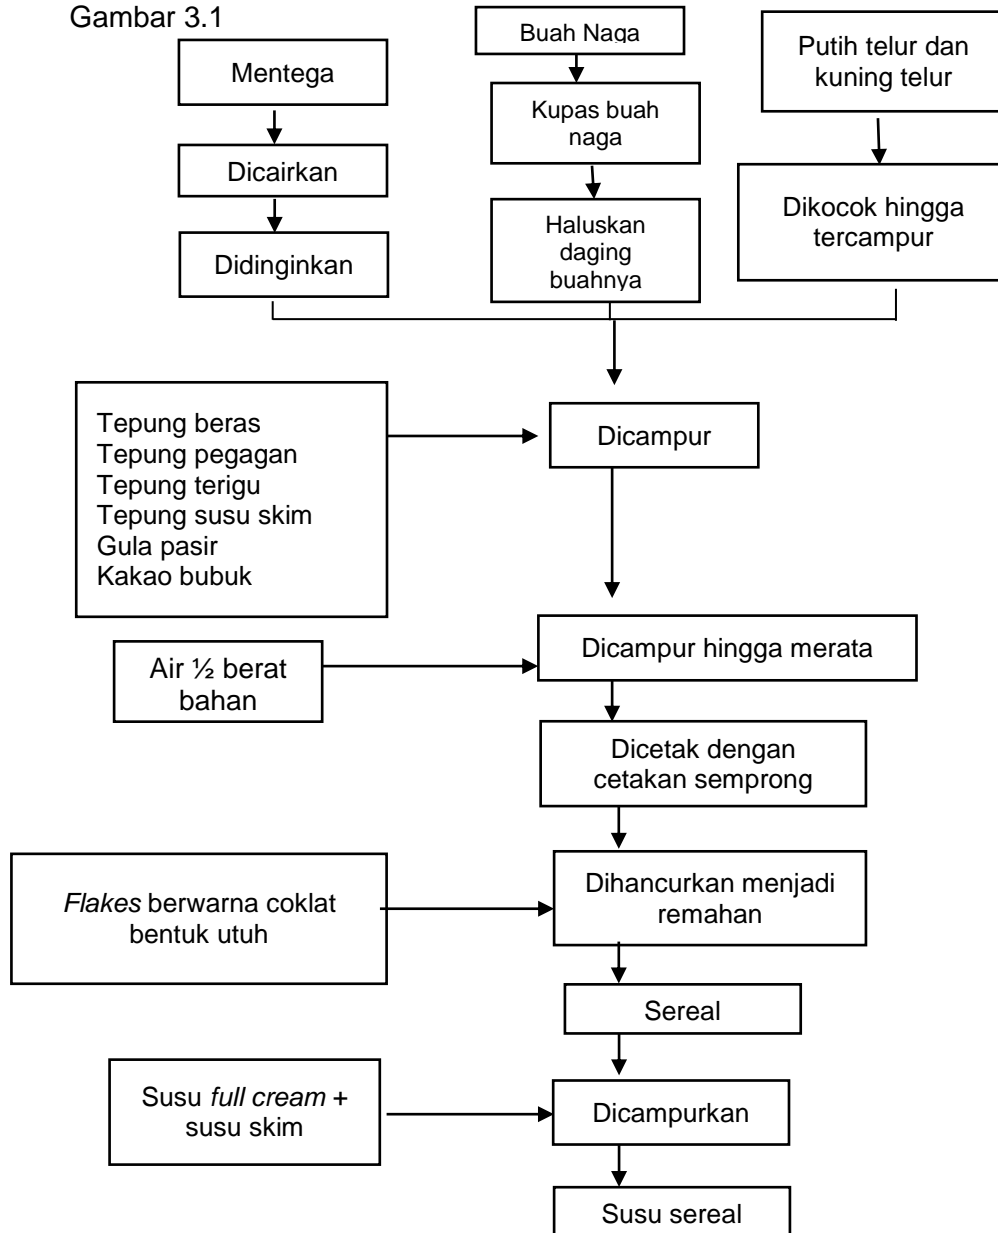 Gambar 3.1
Mentega
Dicairkan
Didinginkan
Buah Naga
Kupas buah
naga
Haluskan
daging
buahnya
Putih telur dan
kuning telur
Dikocok hingga
tercampur
Tepung beras
Tepung pegagan
Tepung terigu
Tepung susu skim
Gula pasir
Kakao bubuk
Dicampur
Air ½ berat
bahan
Dicampur hingga merata
Dicetak dengan
cetakan semprong
Flakes berwarna coklat
bentuk utuh
Dihancurkan menjadi
remahan
Sereal
Susu full cream +
susu skim
Dicampurkan
Susu sereal